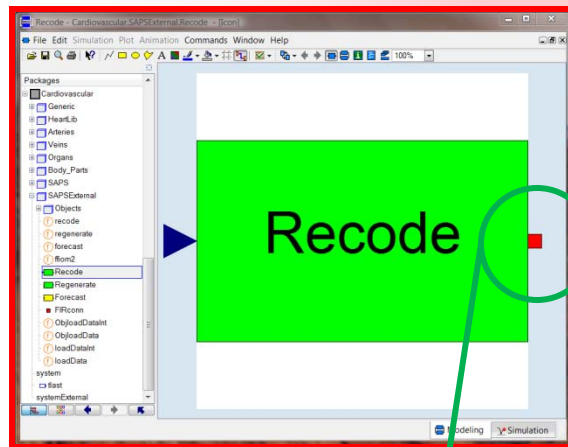 Recode - Cardiovascular.SAPSExternal.Recode - [Icon]
File Edit Simulation Plot Animation Commands Window Help
100%
Packages
Cardiovascular
Generic
HeartLib
Arteries
Veins
Organs
Body_Parts
SAPS
SAPSExternal
Objects
recode
regenerate
forecast
ffom2
Recode
Regenerate
Forecast
FIRconn
ObjloadDataInt
ObjloadData
loadDataInt
loadData
system
tlast
systemExternal
Recode
Modeling Simulation